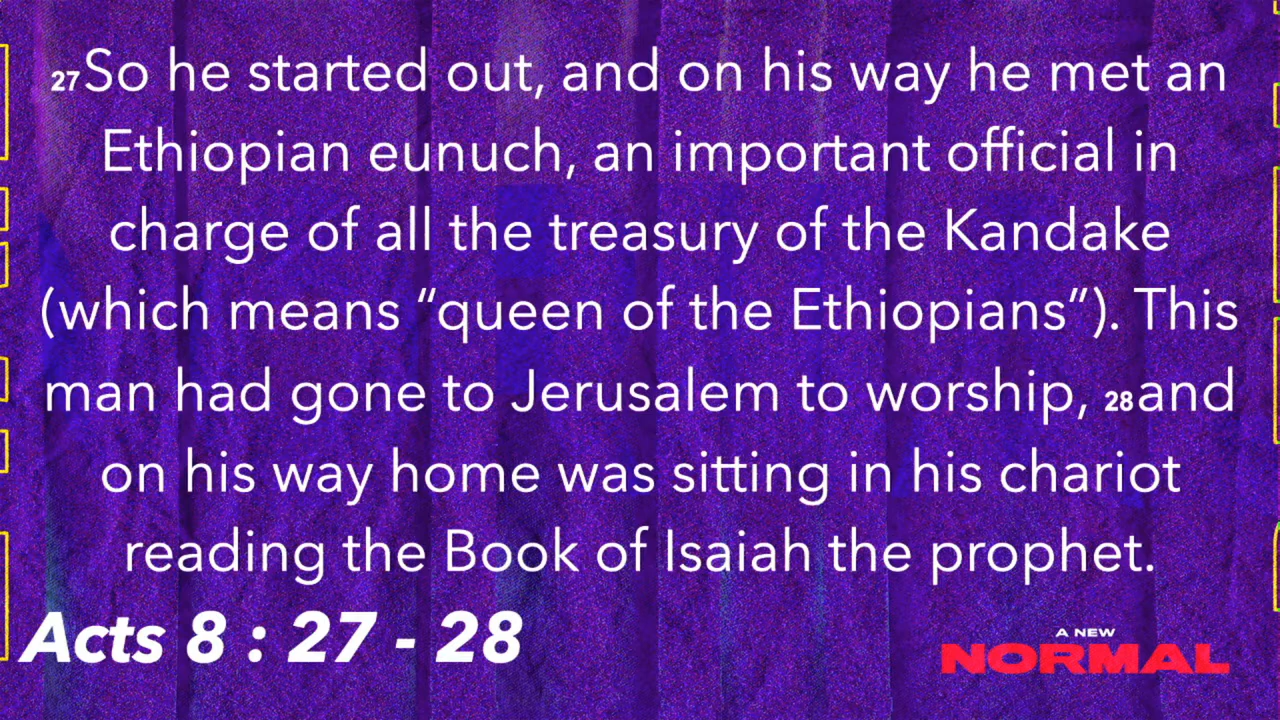 27So he started out, and on his way he met an
Ethiopian eunuch, an important official in
charge of all the treasury of the Kandake
(which means “queen of the Ethiopians”). This
man had gone to Jerusalem to worship, 28and
on his way home was sitting in his chariot
reading the Book of Isaiah the prophet.
Acts 8 : 27 - 28
A NEW
NORMAL